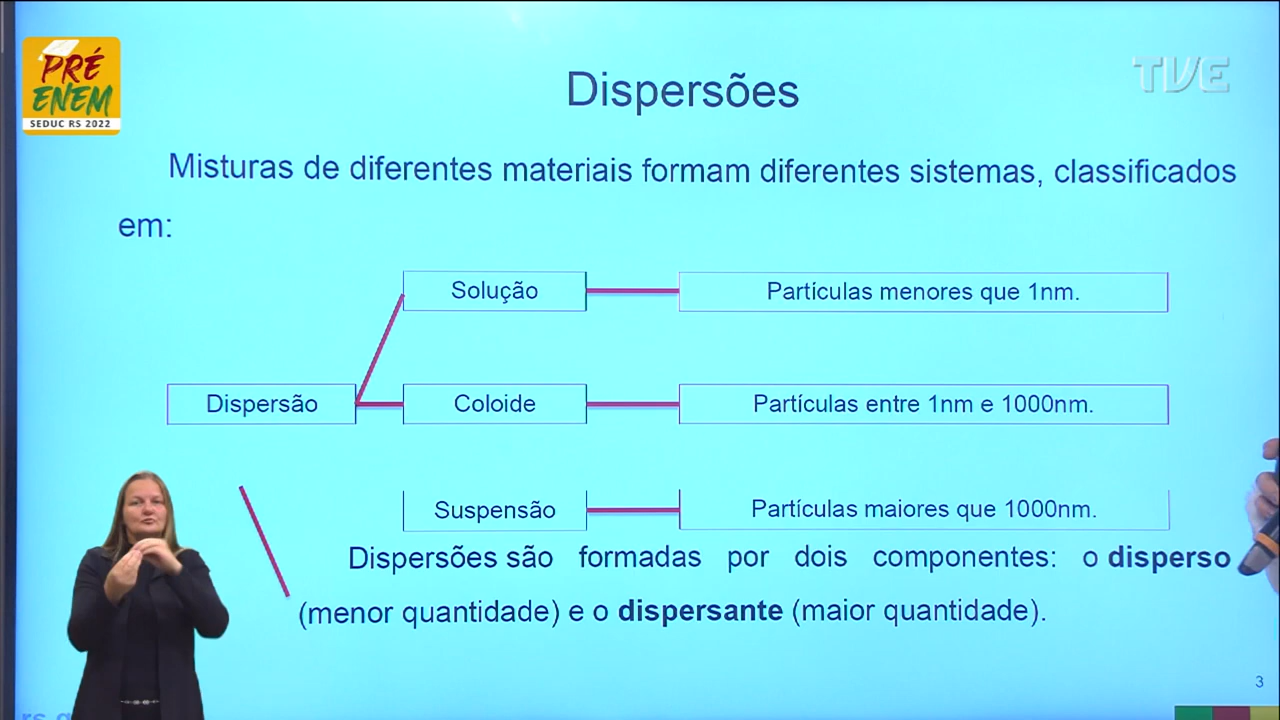 PRÉ
ENEM
SEDUC RS 2022
TVE
Dispersões
Misturas de diferentes materiais formam diferentes sistemas, classificados
em:
Solução
Partículas menores que 1nm.
Dispersão
Coloide
Partículas entre 1nm e 1000nm.
Suspensão
Partículas maiores que 1000nm.
Dispersões são formadas por dois componentes: o disperso
(menor quantidade) e o dispersante (maior quantidade).
3